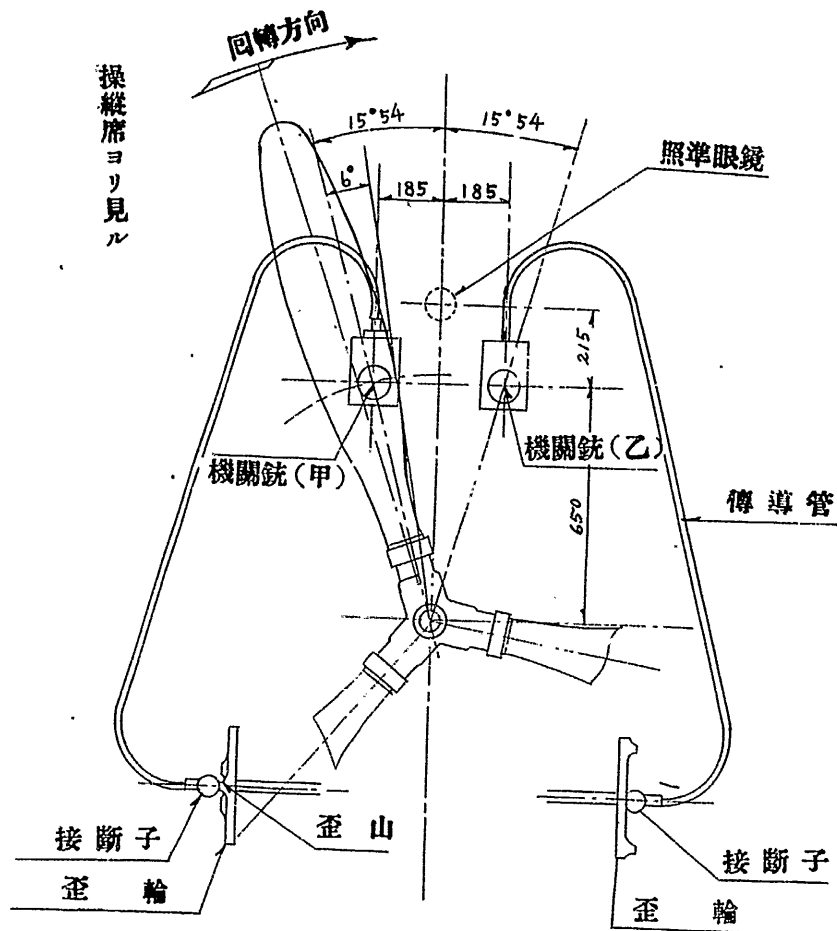 回轉方向
操縱席ヨリ見ル
15°54
15°54
照準眼鏡
6°
185
185
215
機關銃(甲)
機關銃(乙)
650
傳導管
接斷子
歪山
歪輪
接斷子
歪輪